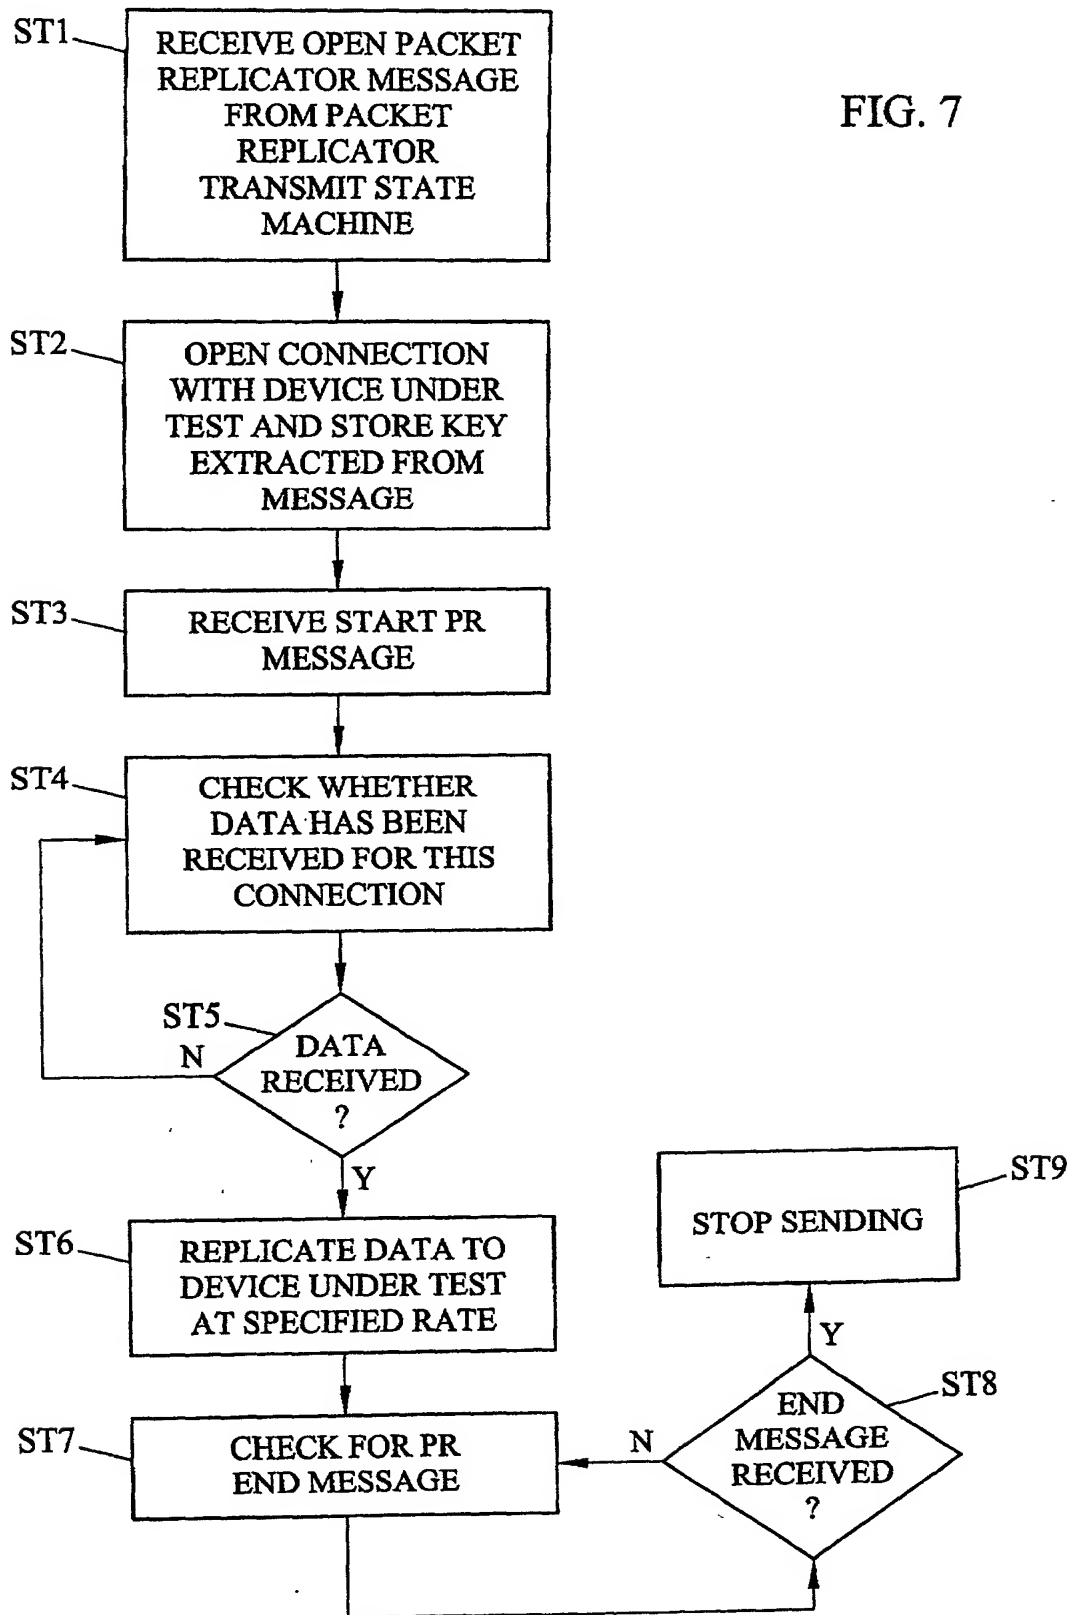 FIG. 7
ST1
RECEIVE OPEN PACKET
REPLICATOR MESSAGE
FROM PACKET
REPLICATOR
TRANSMIT STATE
MACHINE
ST2
OPEN CONNECTION
WITH DEVICE UNDER
TEST AND STORE KEY
EXTRACTED FROM
MESSAGE
ST3
RECEIVE START PR
MESSAGE
ST4
CHECK WHETHER
DATA HAS BEEN
RECEIVED FOR THIS
CONNECTION
ST5
DATA
RECEIVED
?
N
Y
ST6
REPLICATE DATA TO
DEVICE UNDER TEST
AT SPECIFIED RATE
ST7
CHECK FOR PR
END MESSAGE
ST8
END
MESSAGE
RECEIVED
?
N
Y
ST9
STOP SENDING